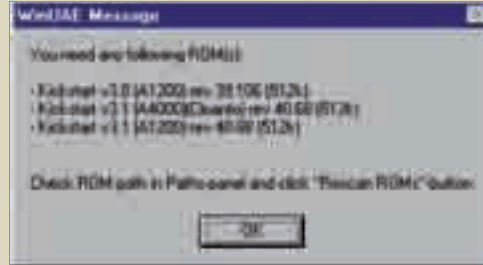 WinUAE Message
You need any following ROM(s):
- Kickstart v3.0 (A1200) rev 39.106 (512k)
- Kickstart v3.1 (A4000)(Cloanto) rev 40.68 (512k)
- Kickstart v3.1 (A1200) rev 40.68 (512k)
Check ROM path in Paths-panel and click "Rescan ROMs"-button
OK